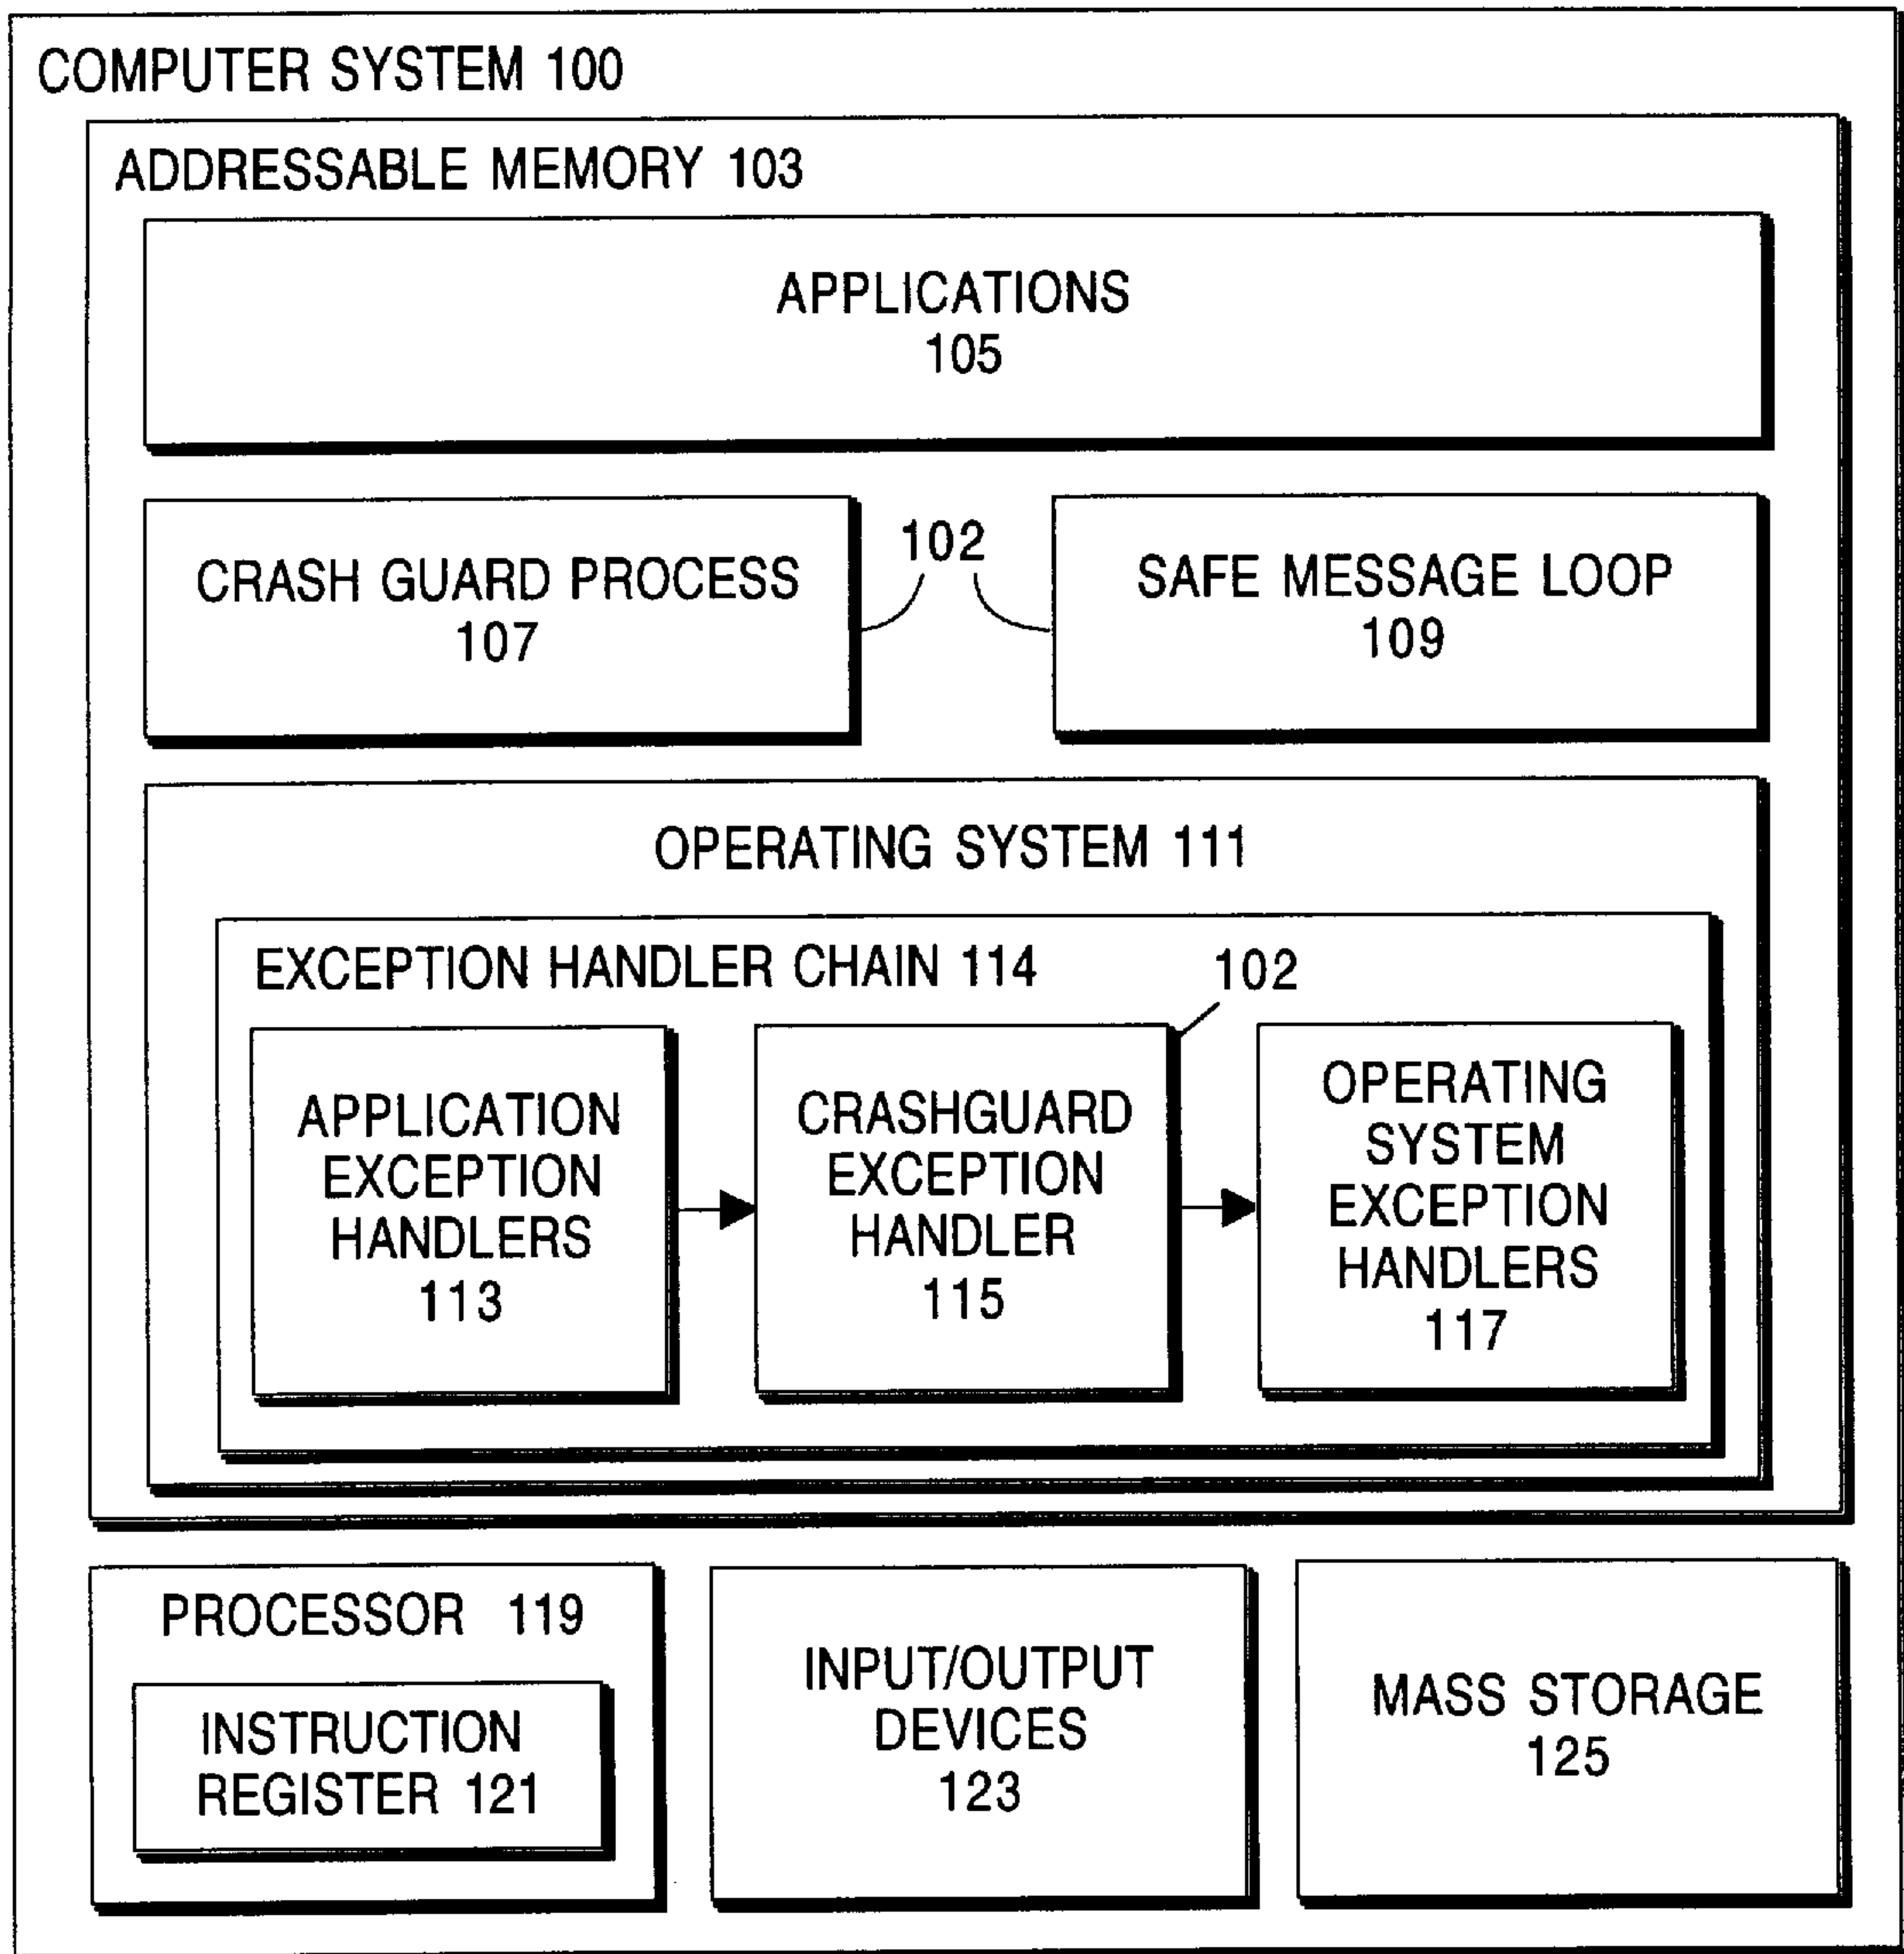 COMPUTER SYSTEM 100
ADDRESSABLE MEMORY 103
APPLICATIONS
105
CRASH GUARD PROCESS
107
102
SAFE MESSAGE LOOP
109
OPERATING SYSTEM 111
EXCEPTION HANDLER CHAIN 114
102
APPLICATION
EXCEPTION
HANDLERS
113
CRASHGUARD
EXCEPTION
HANDLER
115
OPERATING
SYSTEM
EXCEPTION
HANDLERS
117
PROCESSOR 119
INSTRUCTION
REGISTER 121
INPUT/OUTPUT
DEVICES
123
MASS STORAGE
125